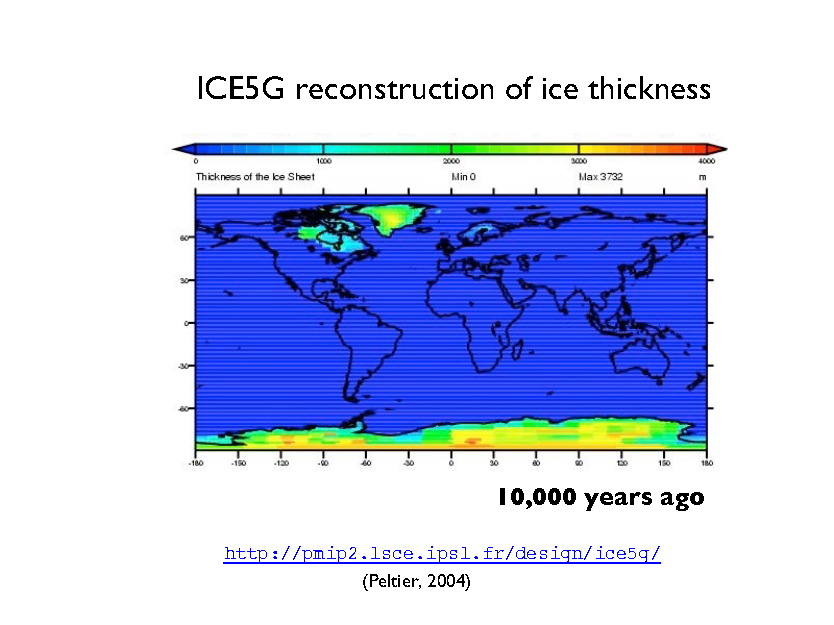 ICE5G reconstruction of ice thickness
0 1000 2000 3000 4000
Thickness of the Ice Sheet Min 0 Max 3732 m
60
30
0
-30
-60
-180 -150 -120 -90 -60 -30 0 30 60 90 120 150 180
10,000 years ago
http://pmip2.lsce.ipsl.fr/design/ice5g/
(Peltier, 2004)